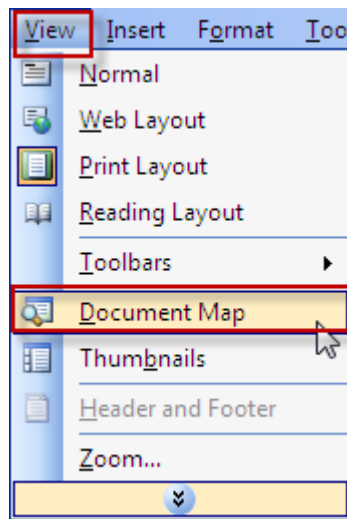 View Insert Format Too
Normal
Web Layout
Print Layout
Reading Layout
Toolbars
Document Map
Thumbnails
Header and Footer
Zoom...